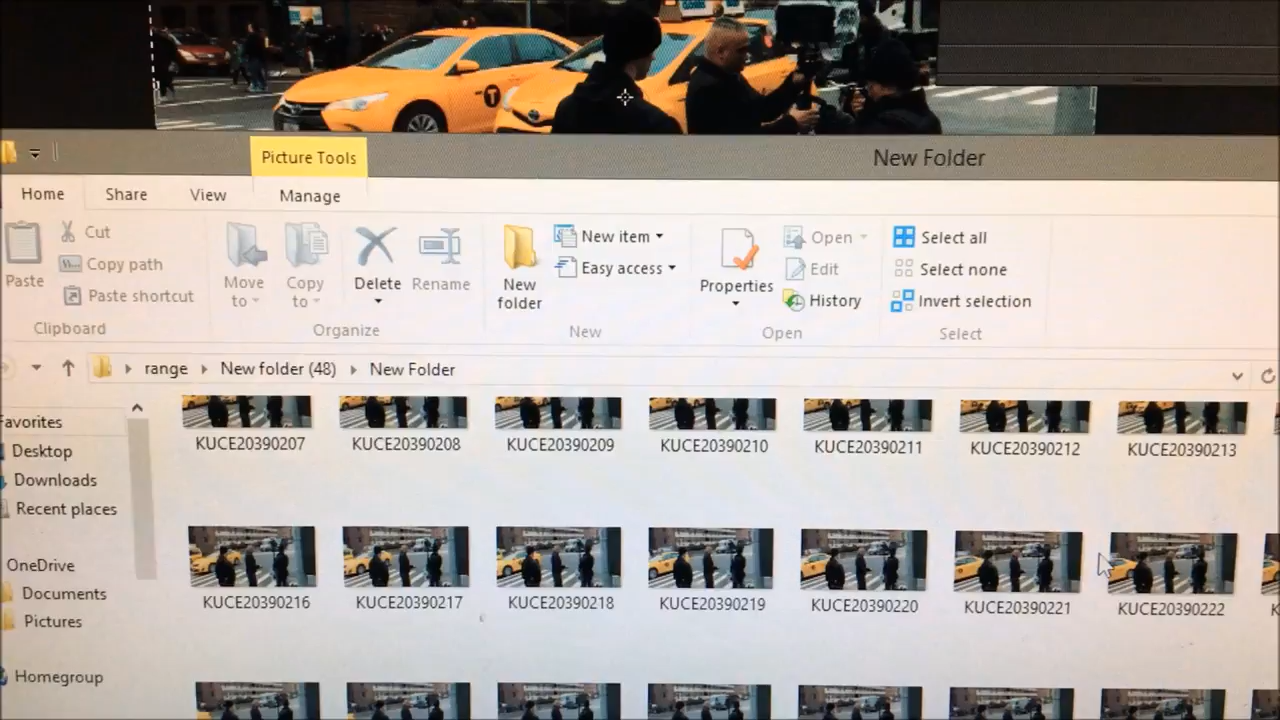 T
Picture Tools
New Folder
Home Share View Manage
Paste
Cut
Copy path
Paste shortcut
Clipboard
Move to
Copy to
Delete
Rename
Organize
New folder
New item
Easy access
New
Properties
Open
Edit
History
Open
Select all
Select none
Invert selection
Select
range New folder (48) New Folder
Favorites
Desktop
Downloads
Recent places
OneDrive
Documents
Pictures
Homegroup
KUCE20390207 KUCE20390208 KUCE20390209 KUCE20390210 KUCE20390211 KUCE20390212 KUCE20390213
KUCE20390216 KUCE20390217 KUCE20390218 KUCE20390219 KUCE20390220 KUCE20390221 KUCE20390222